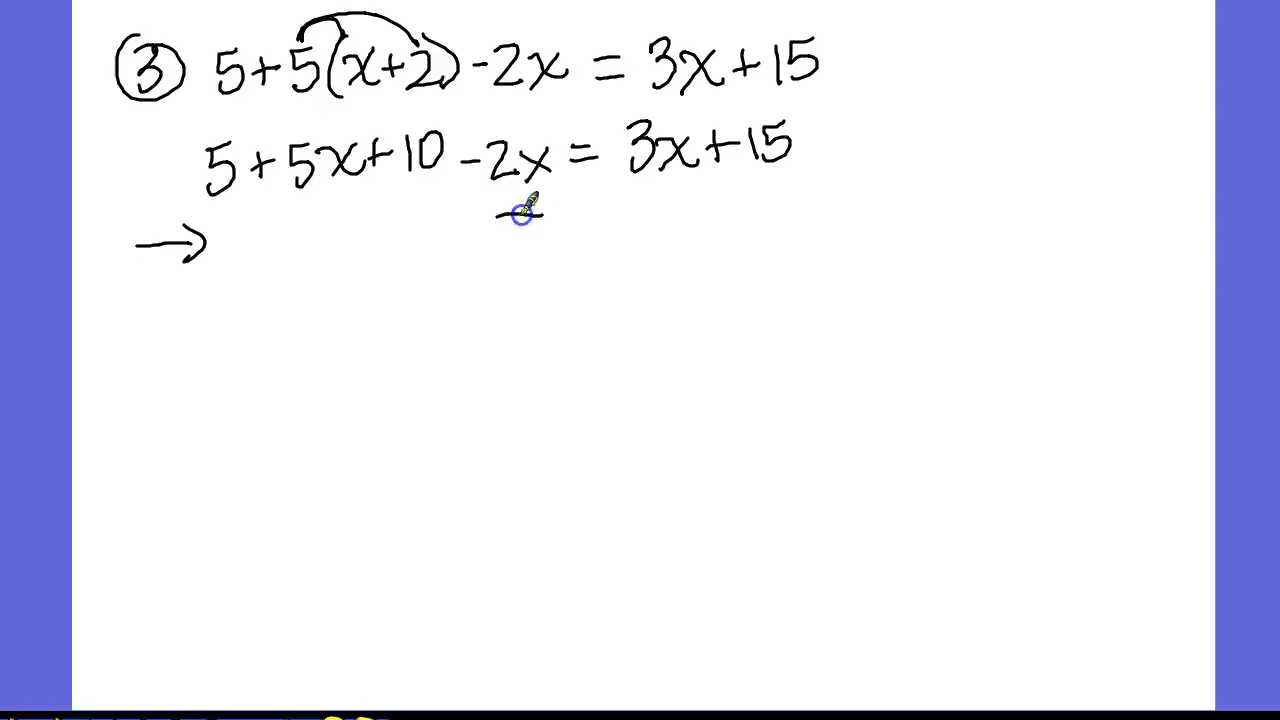 ③ 5+5(x+2)-2x = 3x+15
5+5x+10-2x = 3x+15
→